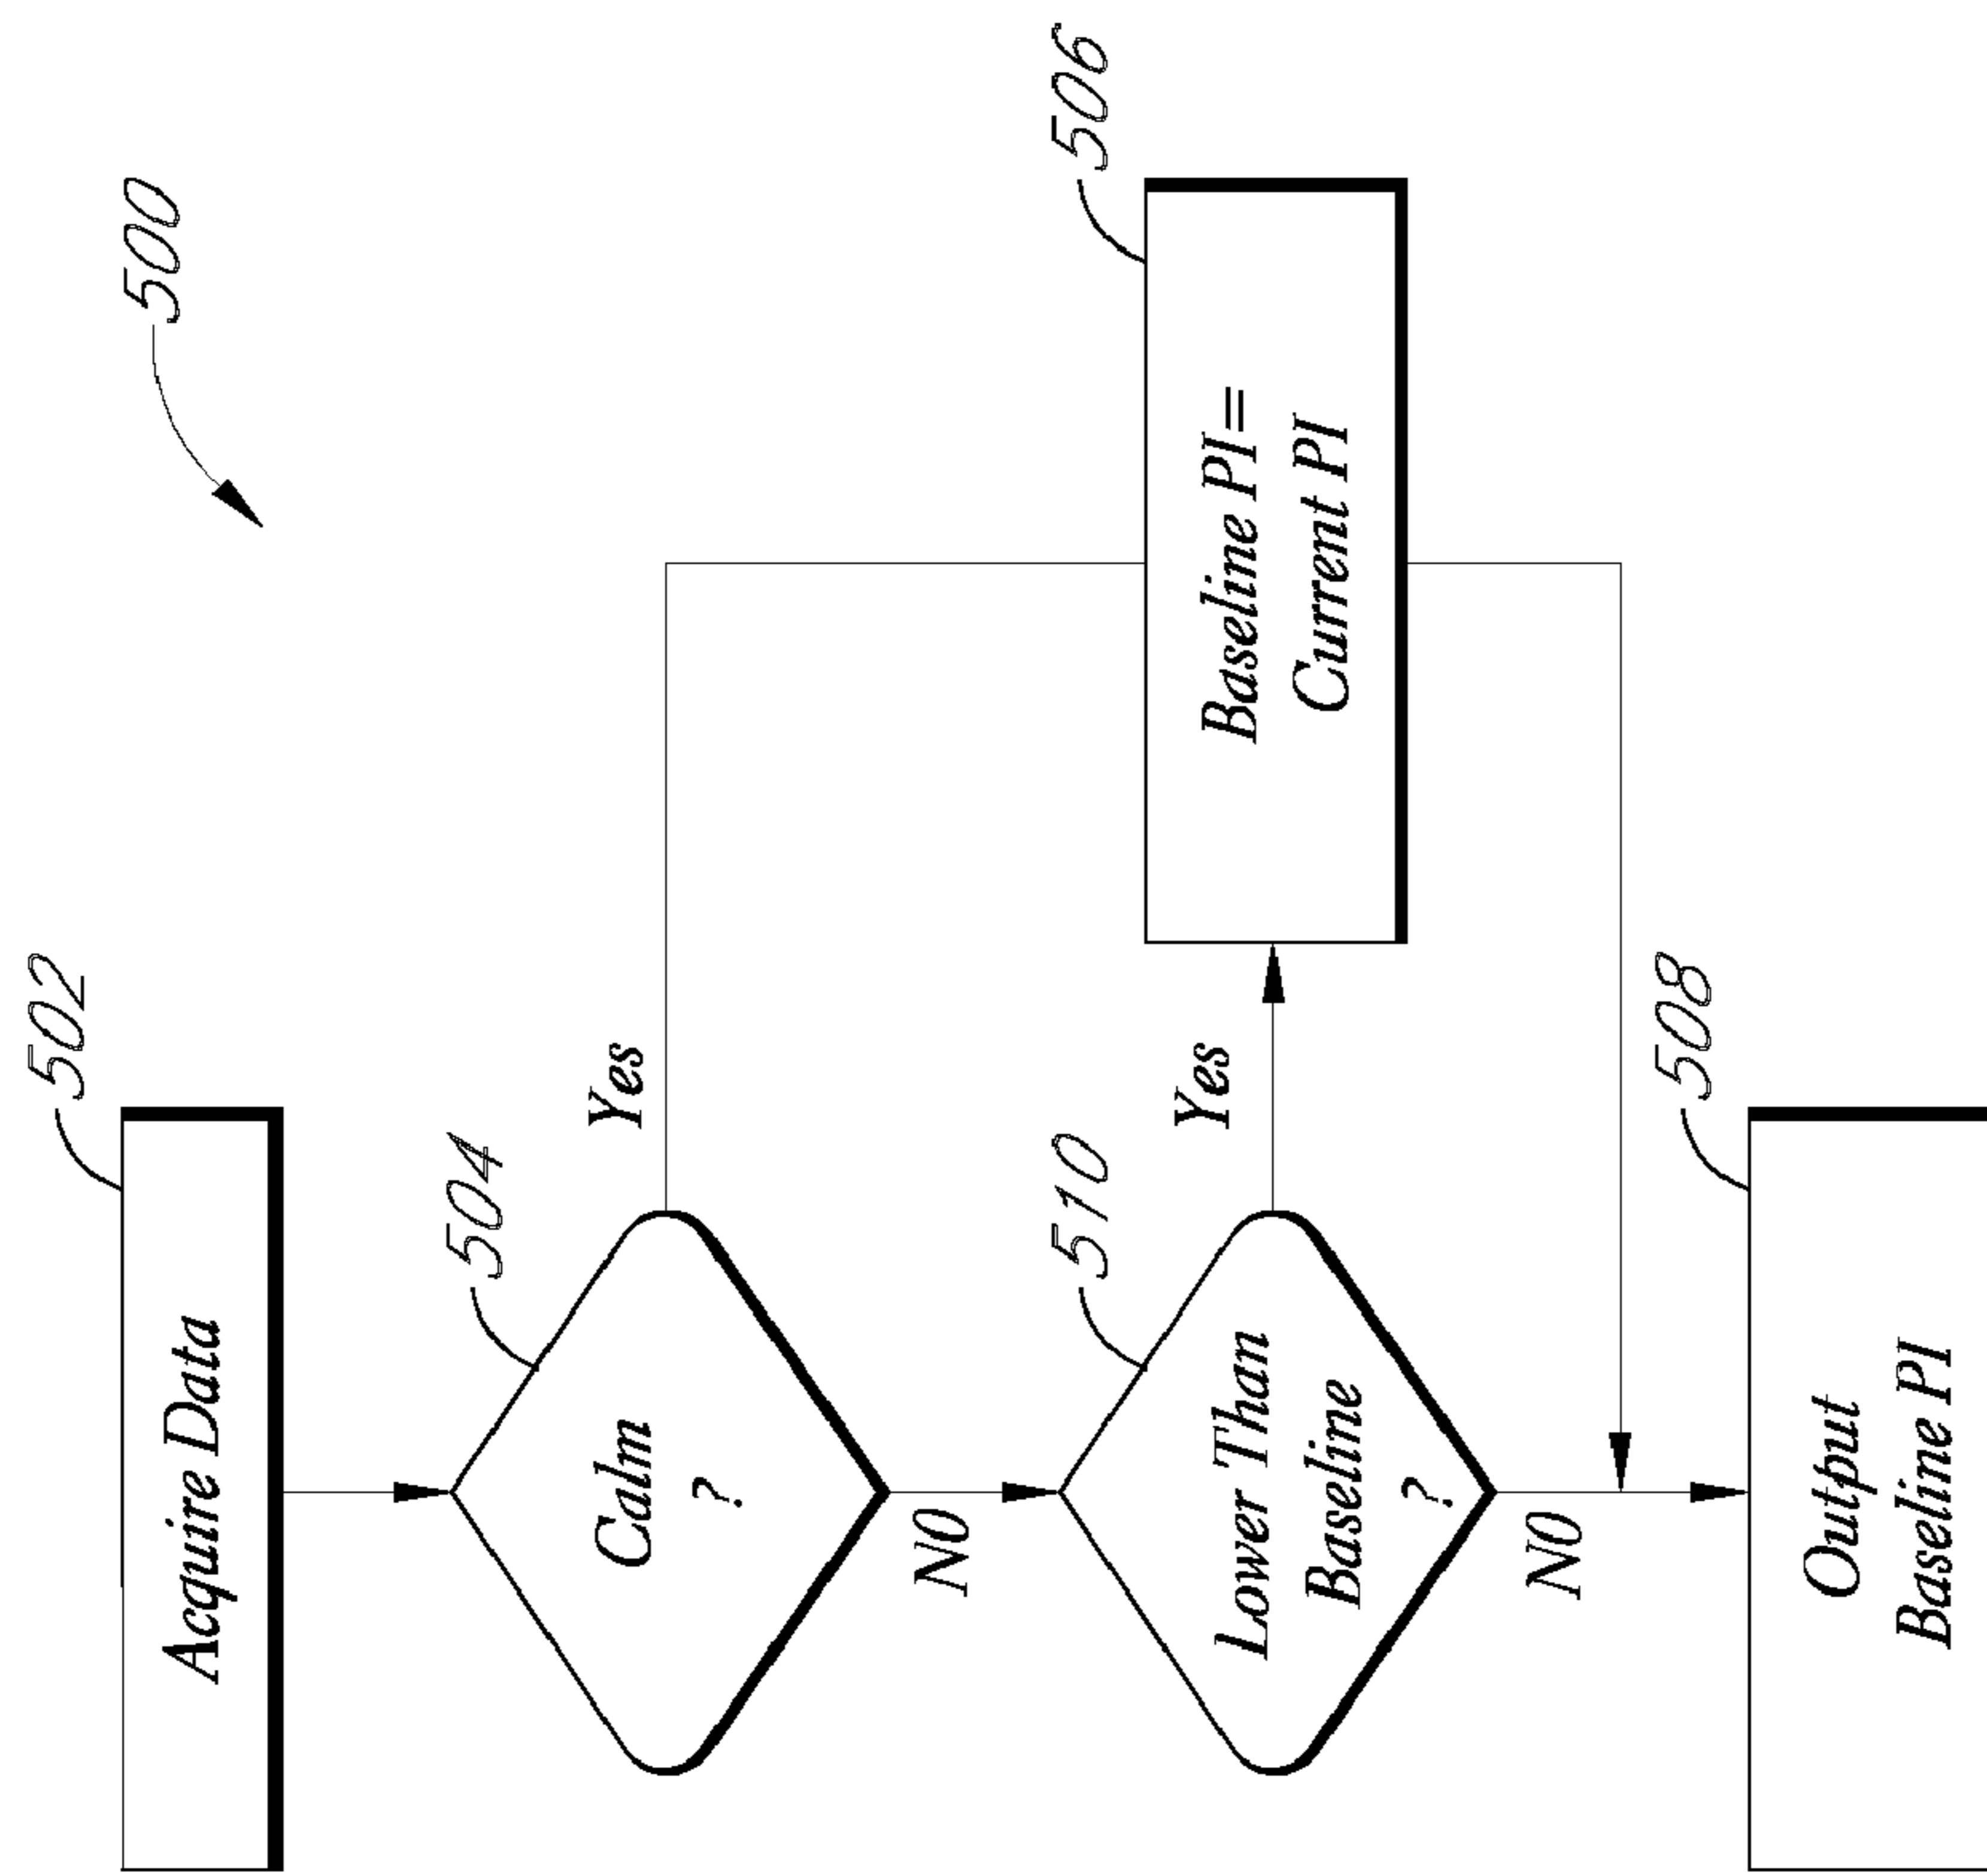 500
502
Acquire Data
504
Calm
?
Yes
NO
510
Lower Than
Baseline
?
Yes
NO
506
Baseline PI=
Current PI
508
Output
Baseline PI